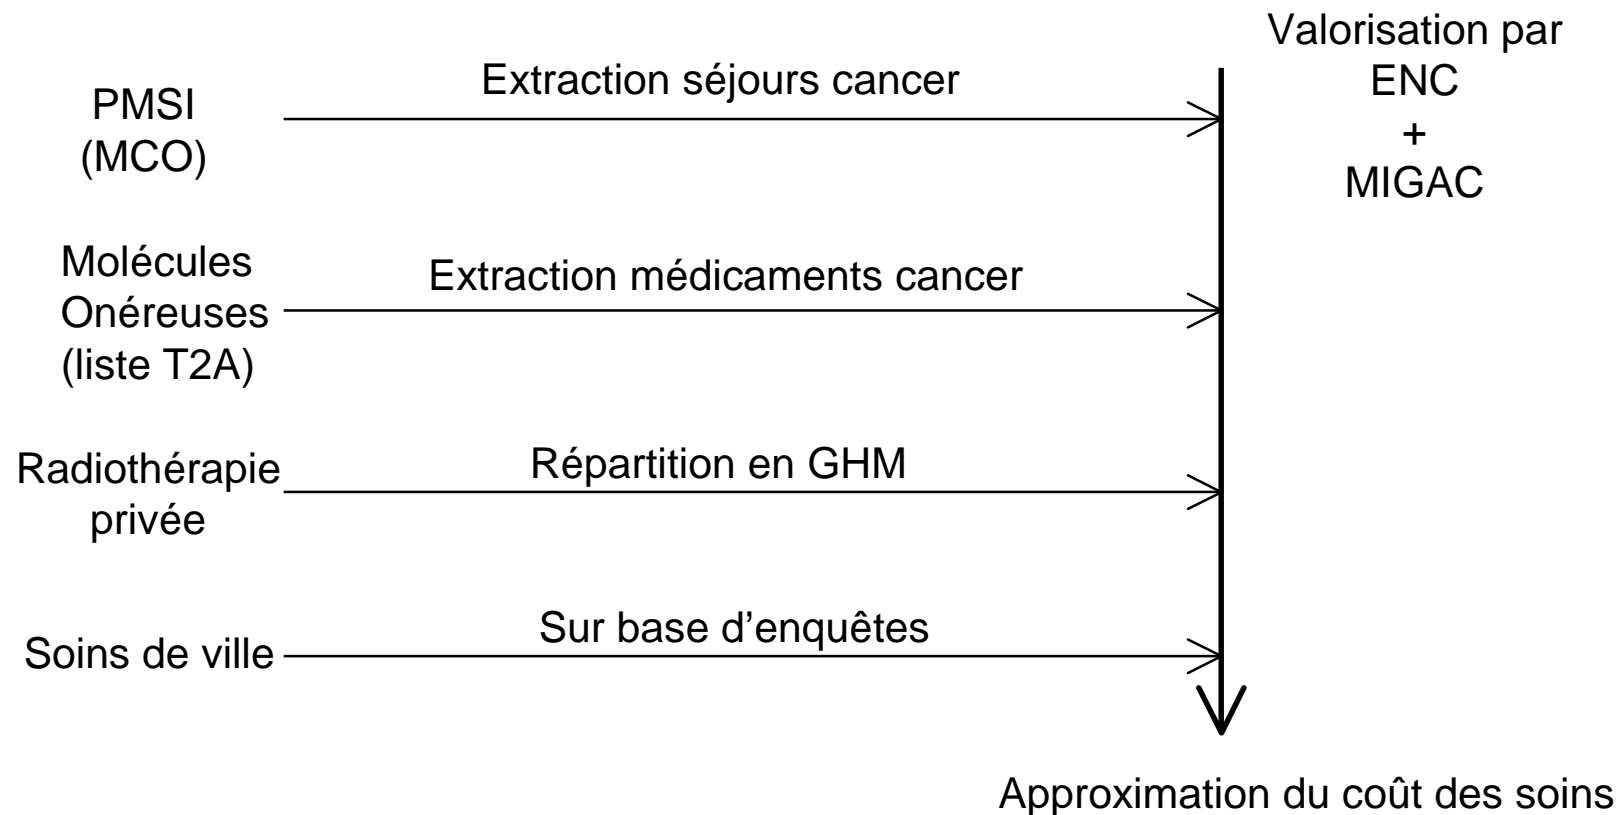 Valorisation par
ENC
+
MIGAC
PMSI
(MCO)
Extraction séjours cancer
Molécules
Onéreuses
(liste T2A)
Extraction médicaments cancer
Radiothérapie
privée
Répartition en GHM
Soins de ville
Sur base d’enquêtes
Approximation du coût des soins